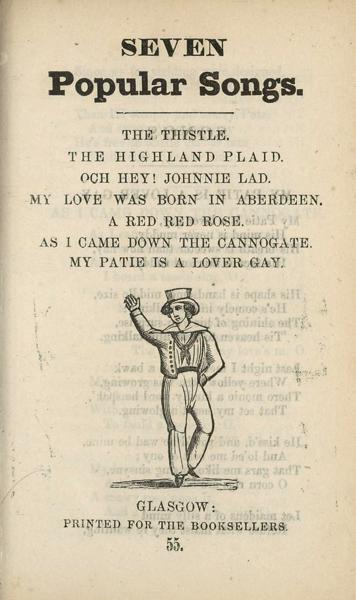 SEVEN
Popular Songs.
THE THISTLE.
THE HIGHLAND PLAID.
OCH HEY! JOHNNIE LAD.
MY LOVE WAS BORN IN ABERDEEN.
A RED RED ROSE.
AS I CAME DOWN THE CANNOGATE.
MY PATIE IS A LOVER GAY.
GLASGOW:
PRINTED FOR THE BOOKSELLERS.
55.